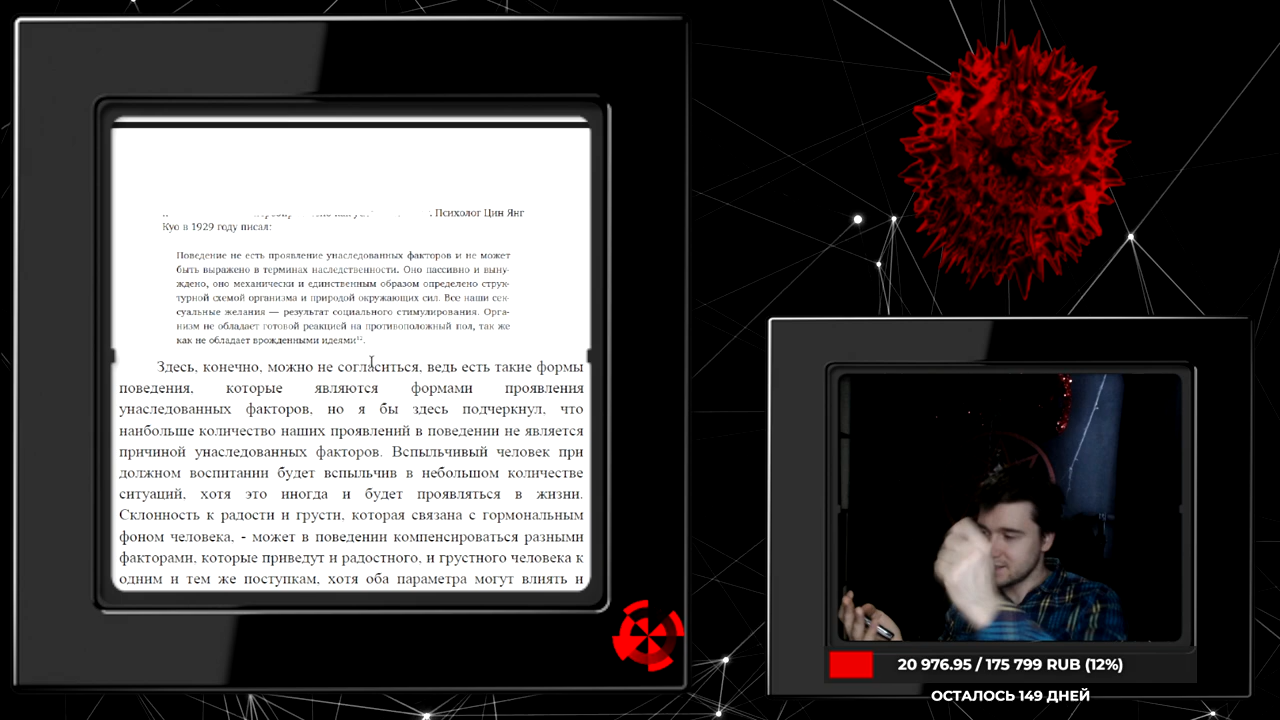 . Психолог Цин Янг
Куо в 1929 году писал:
Поведение не есть проявление унаследованных факторов и не может
быть выражено в терминах наследственности. Оно пассивно и выну-
ждено, оно механически и единственным образом определено струк-
турной схемой организма и природой окружающих сил. Все наши сек-
суальные желания — результат социального стимулирования. Орга-
низм не обладает готовой реакцией на противоположный пол, так же
как не обладает врожденными идеями¹².
Здесь, конечно, можно не согласиться, ведь есть такие формы
поведения, которые являются формами проявления
унаследованных факторов, но я бы здесь подчеркнул, что
наибольше количество наших проявлений в поведении не является
причиной унаследованных факторов. Вспыльчивый человек при
должном воспитании будет вспыльчив в небольшом количестве
ситуаций, хотя это иногда и будет проявляться в жизни.
Склонность к радости и грусти, которая связана с гормональным
фоном человека, - может в поведении компенсироваться разными
факторами, которые приведут и радостного, и грустного человека к
одним и тем же поступкам, хотя оба параметра могут влиять и
20 976.95 / 175 799 RUB (12%)
ОСТАЛОСЬ 149 ДНЕЙ